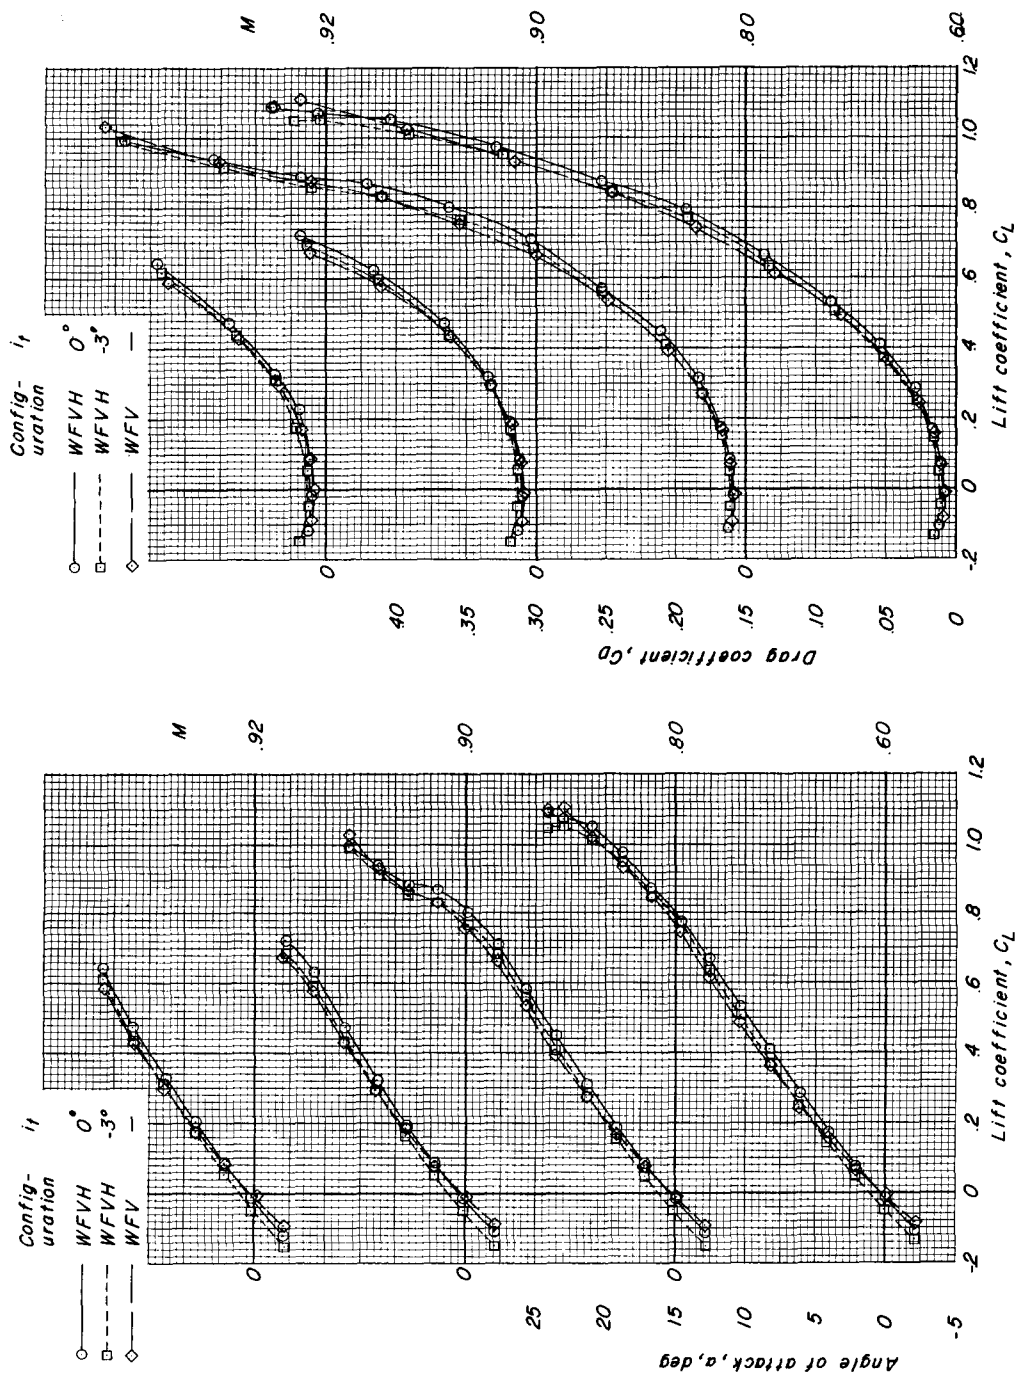 Config-
uration iₜ
WFVH 0°
WFVH -3°
WFV —
M
.92
.90
.80
.60
0
0
0
25
20
15
10
5
0
-5
Angle of attack, α, deg
-.2 0 .2 .4 .6 .8 1.0 1.2
Lift coefficient, C_L
Config-
uration iₜ
WFVH 0°
WFVH -3°
WFV —
M
.92
.90
.80
.60
0
0
0
.40
.35
.30
.25
.20
.15
.10
.05
0
Drag coefficient, C_D
-.2 0 .2 .4 .6 .8 1.0 1.2
Lift coefficient, C_L